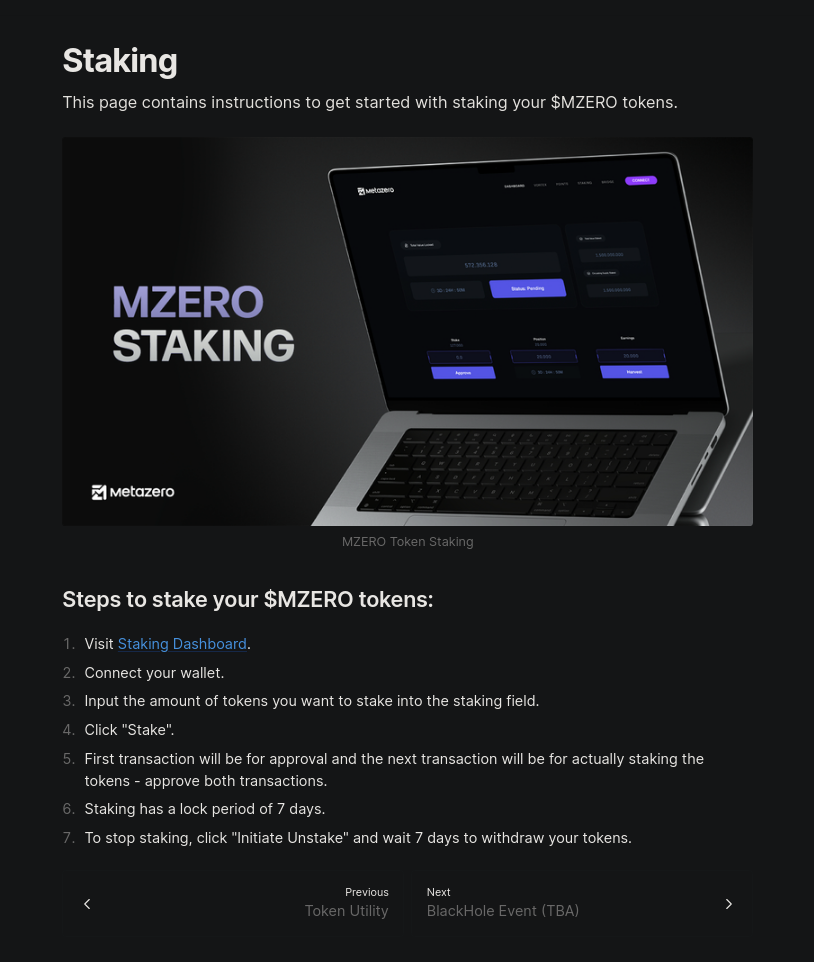 Staking
This page contains instructions to get started with staking your $MZERO tokens.
metazero
DASHBOARD
CONNECT
Status: Pending
Approve
Harvest
MZERO
STAKING
metazero
MZERO Token Staking
Steps to stake your $MZERO tokens:
1. Visit Staking Dashboard.
2. Connect your wallet.
3. Input the amount of tokens you want to stake into the staking field.
4. Click "Stake".
5. First transaction will be for approval and the next transaction will be for actually staking the
tokens - approve both transactions.
6. Staking has a lock period of 7 days.
7. To stop staking, click "Initiate Unstake" and wait 7 days to withdraw your tokens.
Previous
Token Utility
Next
BlackHole Event (TBA)